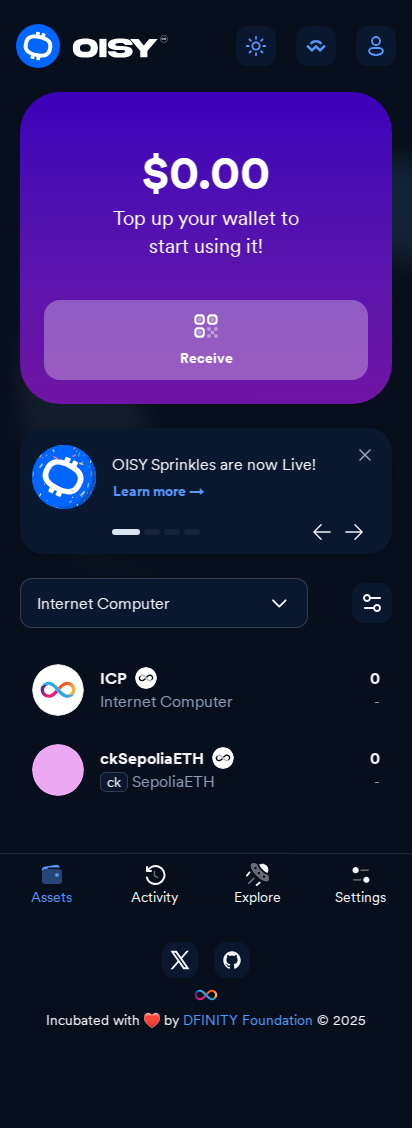 OISY
$0.00
Top up your wallet to
start using it!
Receive
OISY Sprinkles are now Live!
Learn more →
Internet Computer
ICP 0
Internet Computer -
ckSepoliaETH 0
ck SepoliaETH -
Assets Activity Explore Settings
Incubated with ❤️ by DFINITY Foundation © 2025